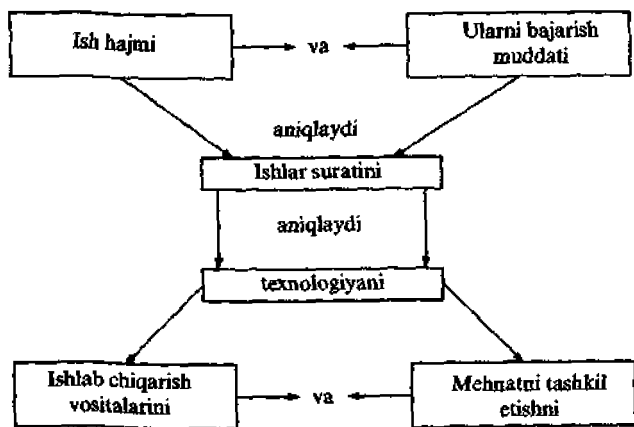 Ish hajmi
va
Ularni bajarish
muddati
aniqlaydi
Ishlar suratini
aniqlaydi
texnologiyani
Ishlab chiqarish
vositalarini
va
Mehnatni tashkil
etishni